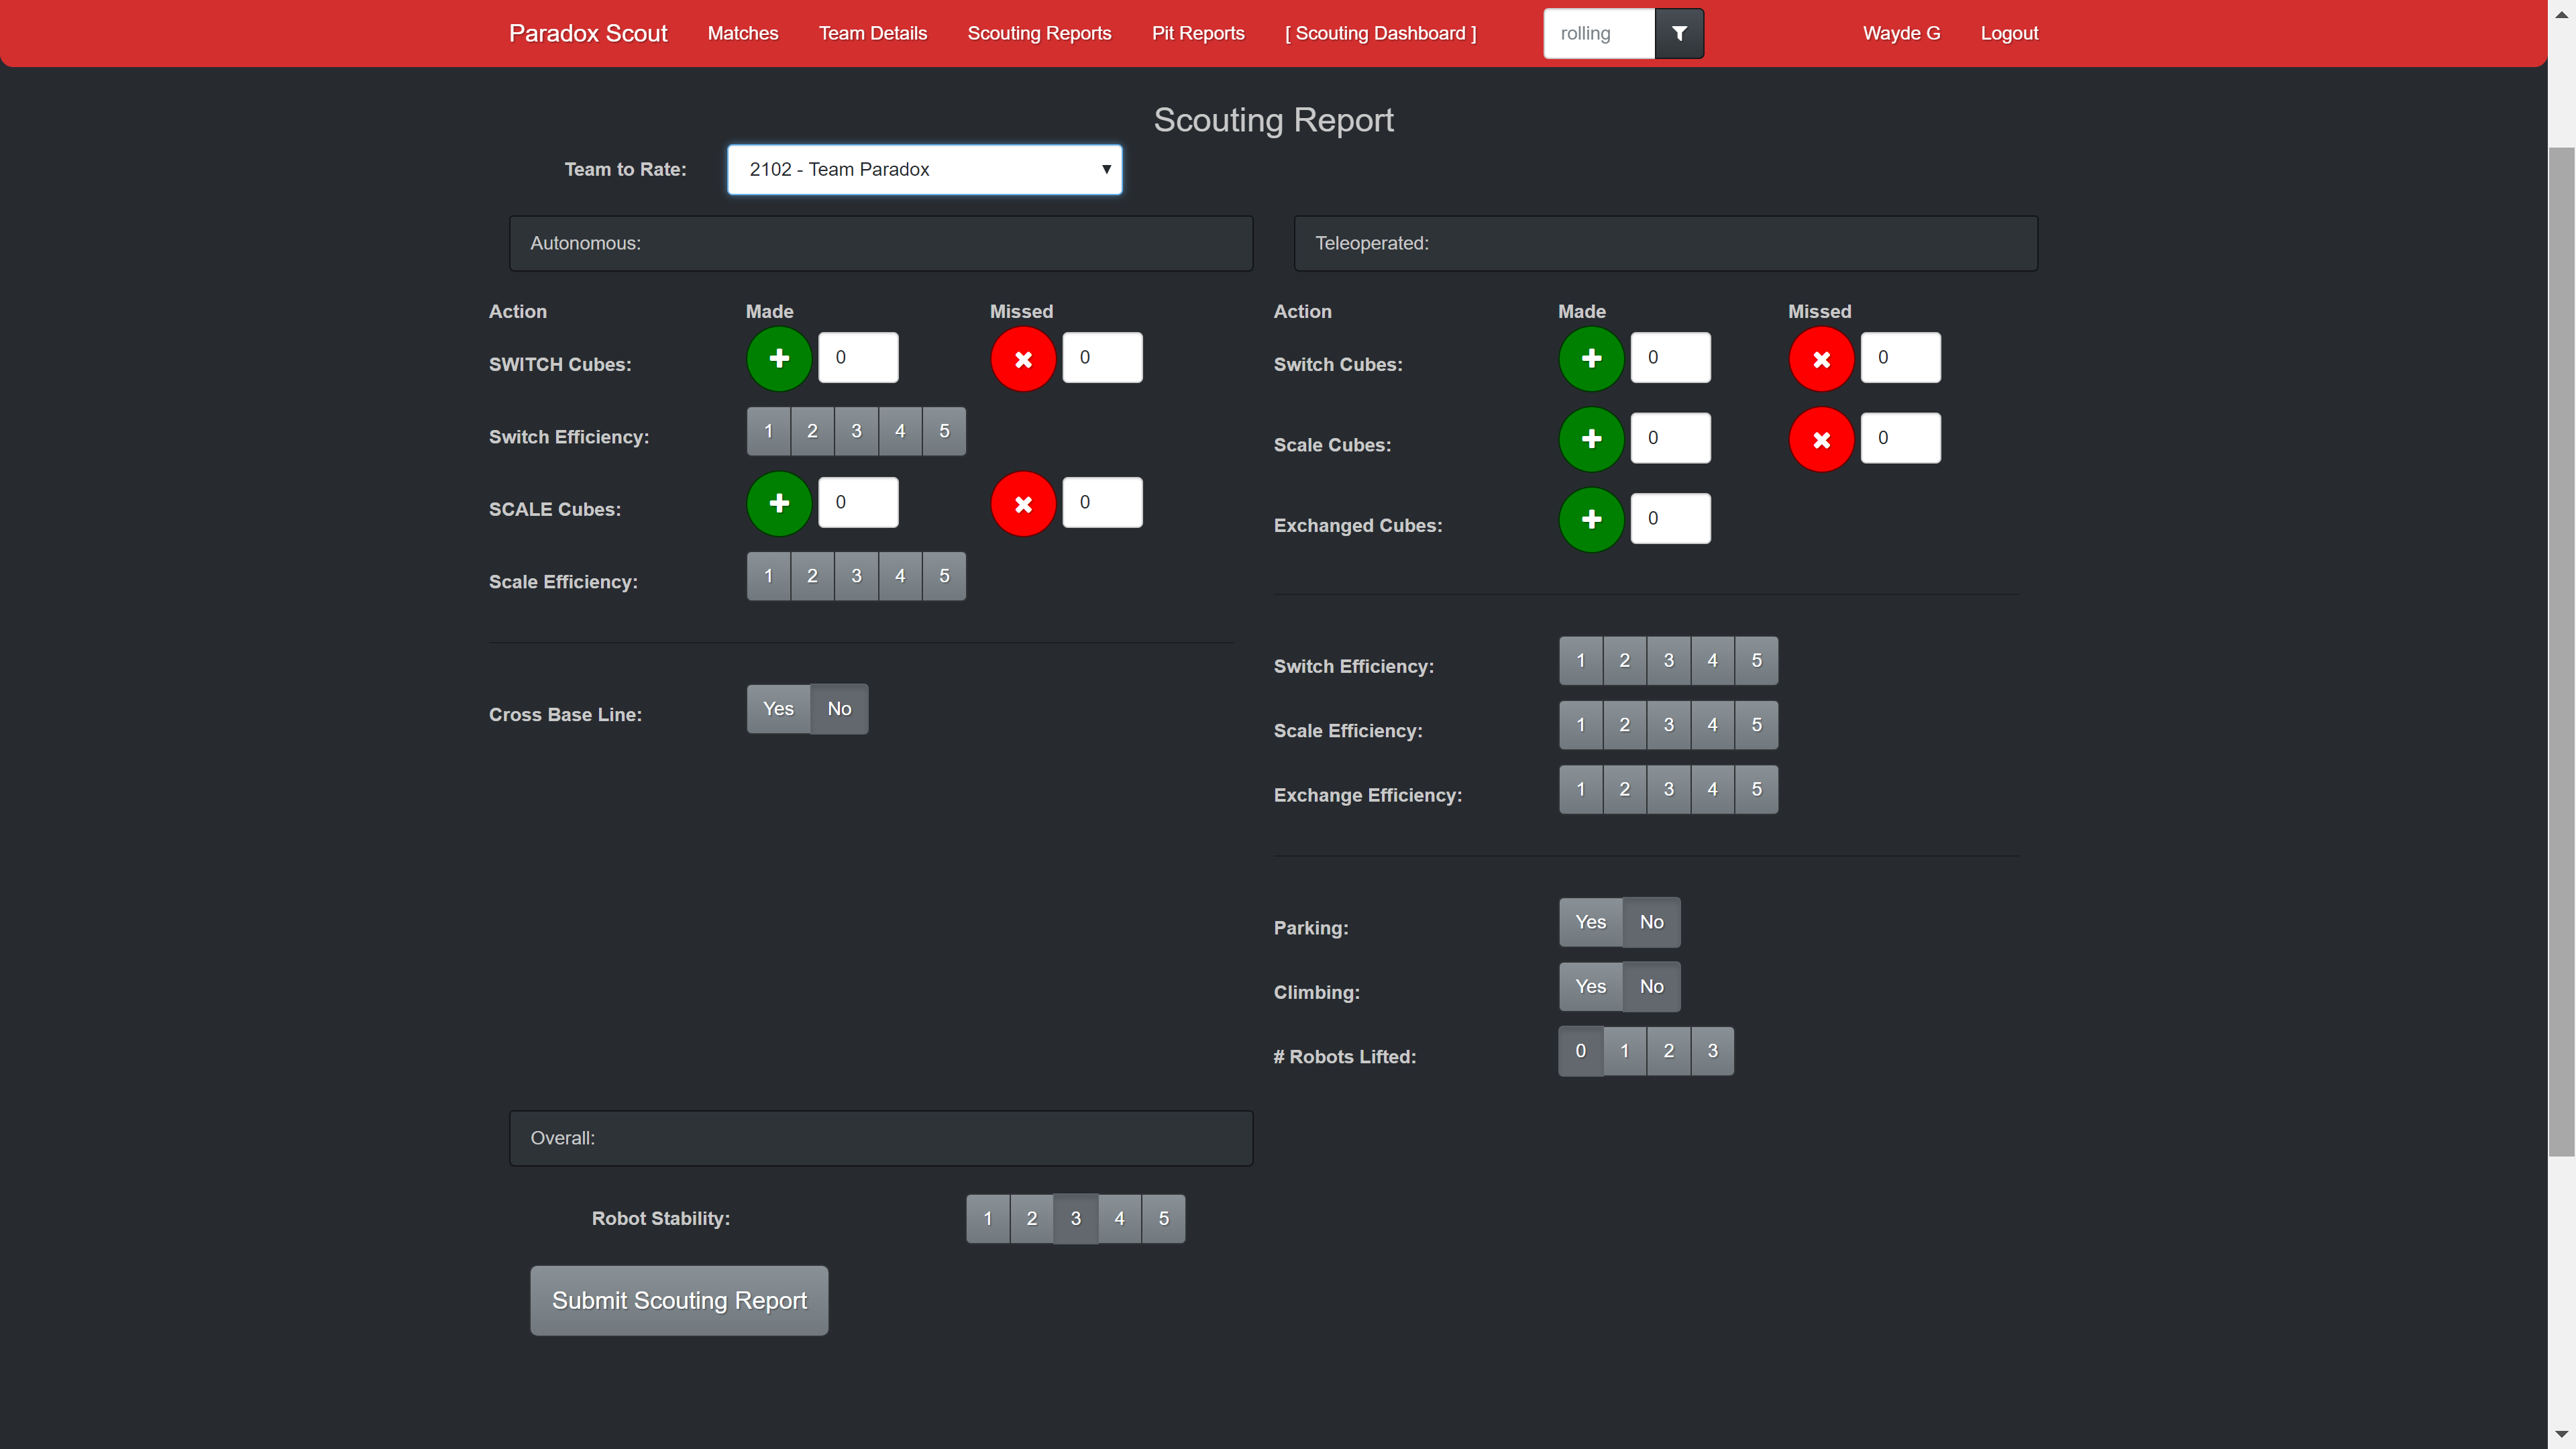 Paradox Scout Matches Team Details Scouting Reports Pit Reports [ Scouting Dashboard ] rolling Wayde G Logout
Scouting Report
Team to Rate: 2102 - Team Paradox
Autonomous:
Action Made Missed
SWITCH Cubes: 0 0
Switch Efficiency: 1 2 3 4 5
SCALE Cubes: 0 0
Scale Efficiency: 1 2 3 4 5
Cross Base Line: Yes No
Teleoperated:
Action Made Missed
Switch Cubes: 0 0
Scale Cubes: 0 0
Exchanged Cubes: 0
Switch Efficiency: 1 2 3 4 5
Scale Efficiency: 1 2 3 4 5
Exchange Efficiency: 1 2 3 4 5
Parking: Yes No
Climbing: Yes No
# Robots Lifted: 0 1 2 3
Overall:
Robot Stability: 1 2 3 4 5
Submit Scouting Report